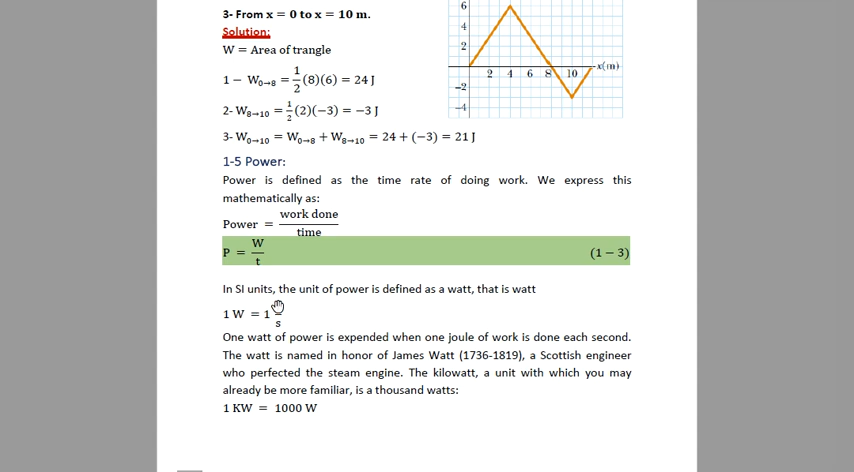 3- From x = 0 to x = 10 m.
Solution:
W = Area of trangle
1 − W₀→₈ = 1/2 (8)(6) = 24 J
2- W₈→₁₀ = 1/2 (2)(−3) = −3 J
3- W₀→₁₀ = W₀→₈ + W₈→₁₀ = 24 + (−3) = 21 J
6
4
2
2 4 6 8 10 x(m)
−2
−4
1-5 Power:
Power is defined as the time rate of doing work. We express this
mathematically as:
Power = work done / time
P = W / t (1 − 3)
In SI units, the unit of power is defined as a watt, that is watt
1 W = 1 / s
One watt of power is expended when one joule of work is done each second.
The watt is named in honor of James Watt (1736-1819), a Scottish engineer
who perfected the steam engine. The kilowatt, a unit with which you may
already be more familiar, is a thousand watts:
1 KW = 1000 W